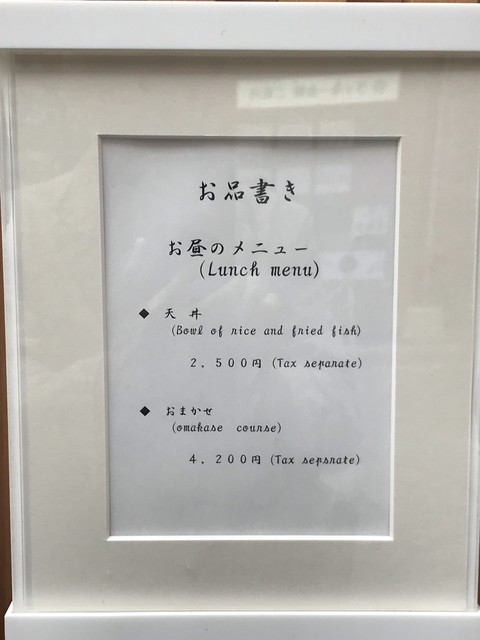 お品書き
お昼のメニュー
(Lunch menu)
◆ 天 丼
(Bowl of rice and fried fish)
2,500円 (Tax separate)
◆ おまかせ
(omakase course)
4,200円 (Tax sepsrate)